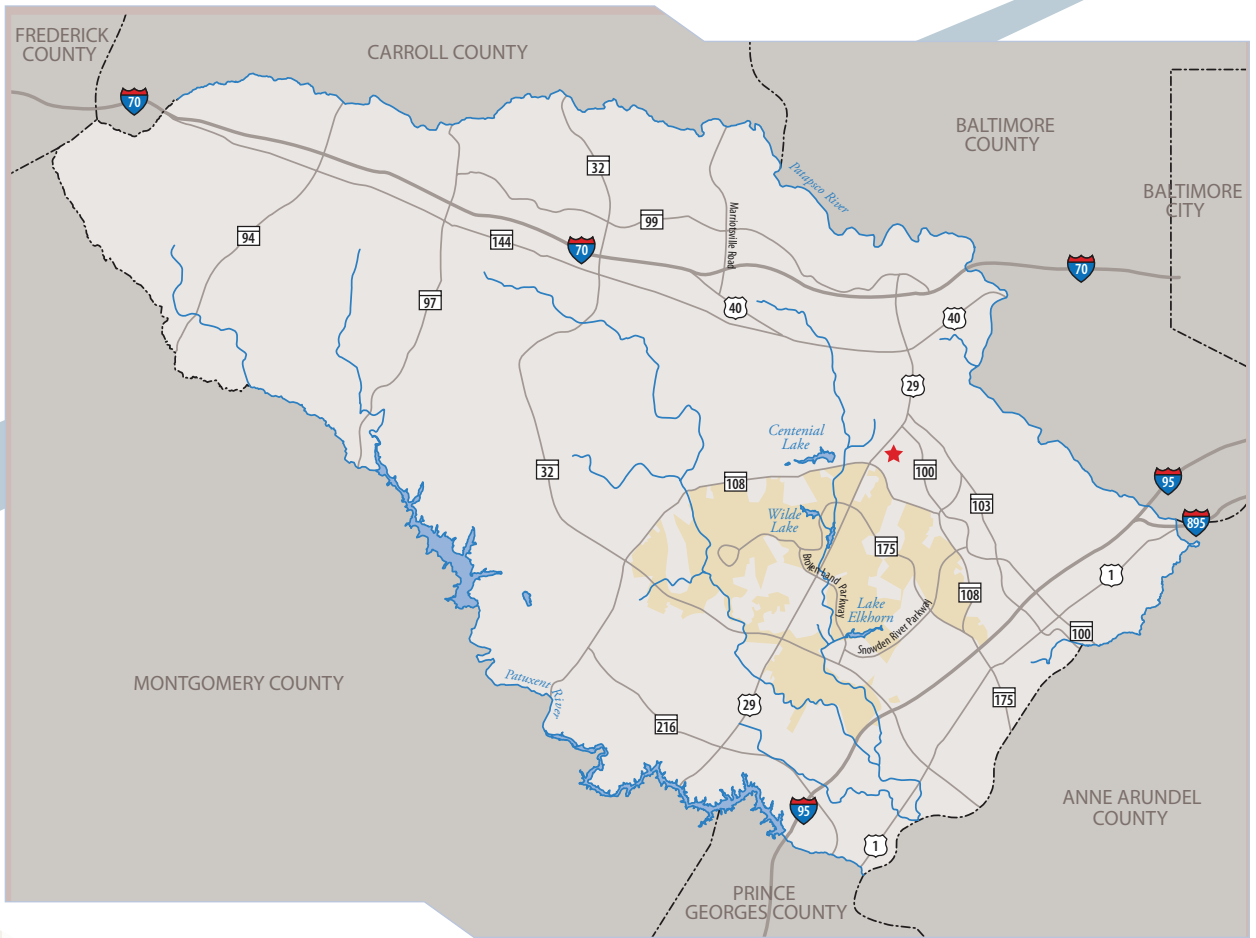 FREDERICK
COUNTY
CARROLL COUNTY
70
BALTIMORE
COUNTY
32
Patapsco River
BALTIMORE
CITY
94
144
99
Marriotsville Road
70
70
97
40
40
29
Centenial
Lake
32
108
100
95
103
Wilde
Lake
895
175
Broken Land Parkway
1
108
Lake
Elkhorn
Snowden River Parkway
100
MONTGOMERY COUNTY
Patuxent River
29
175
216
95
ANNE ARUNDEL
COUNTY
1
PRINCE
GEORGES COUNTY